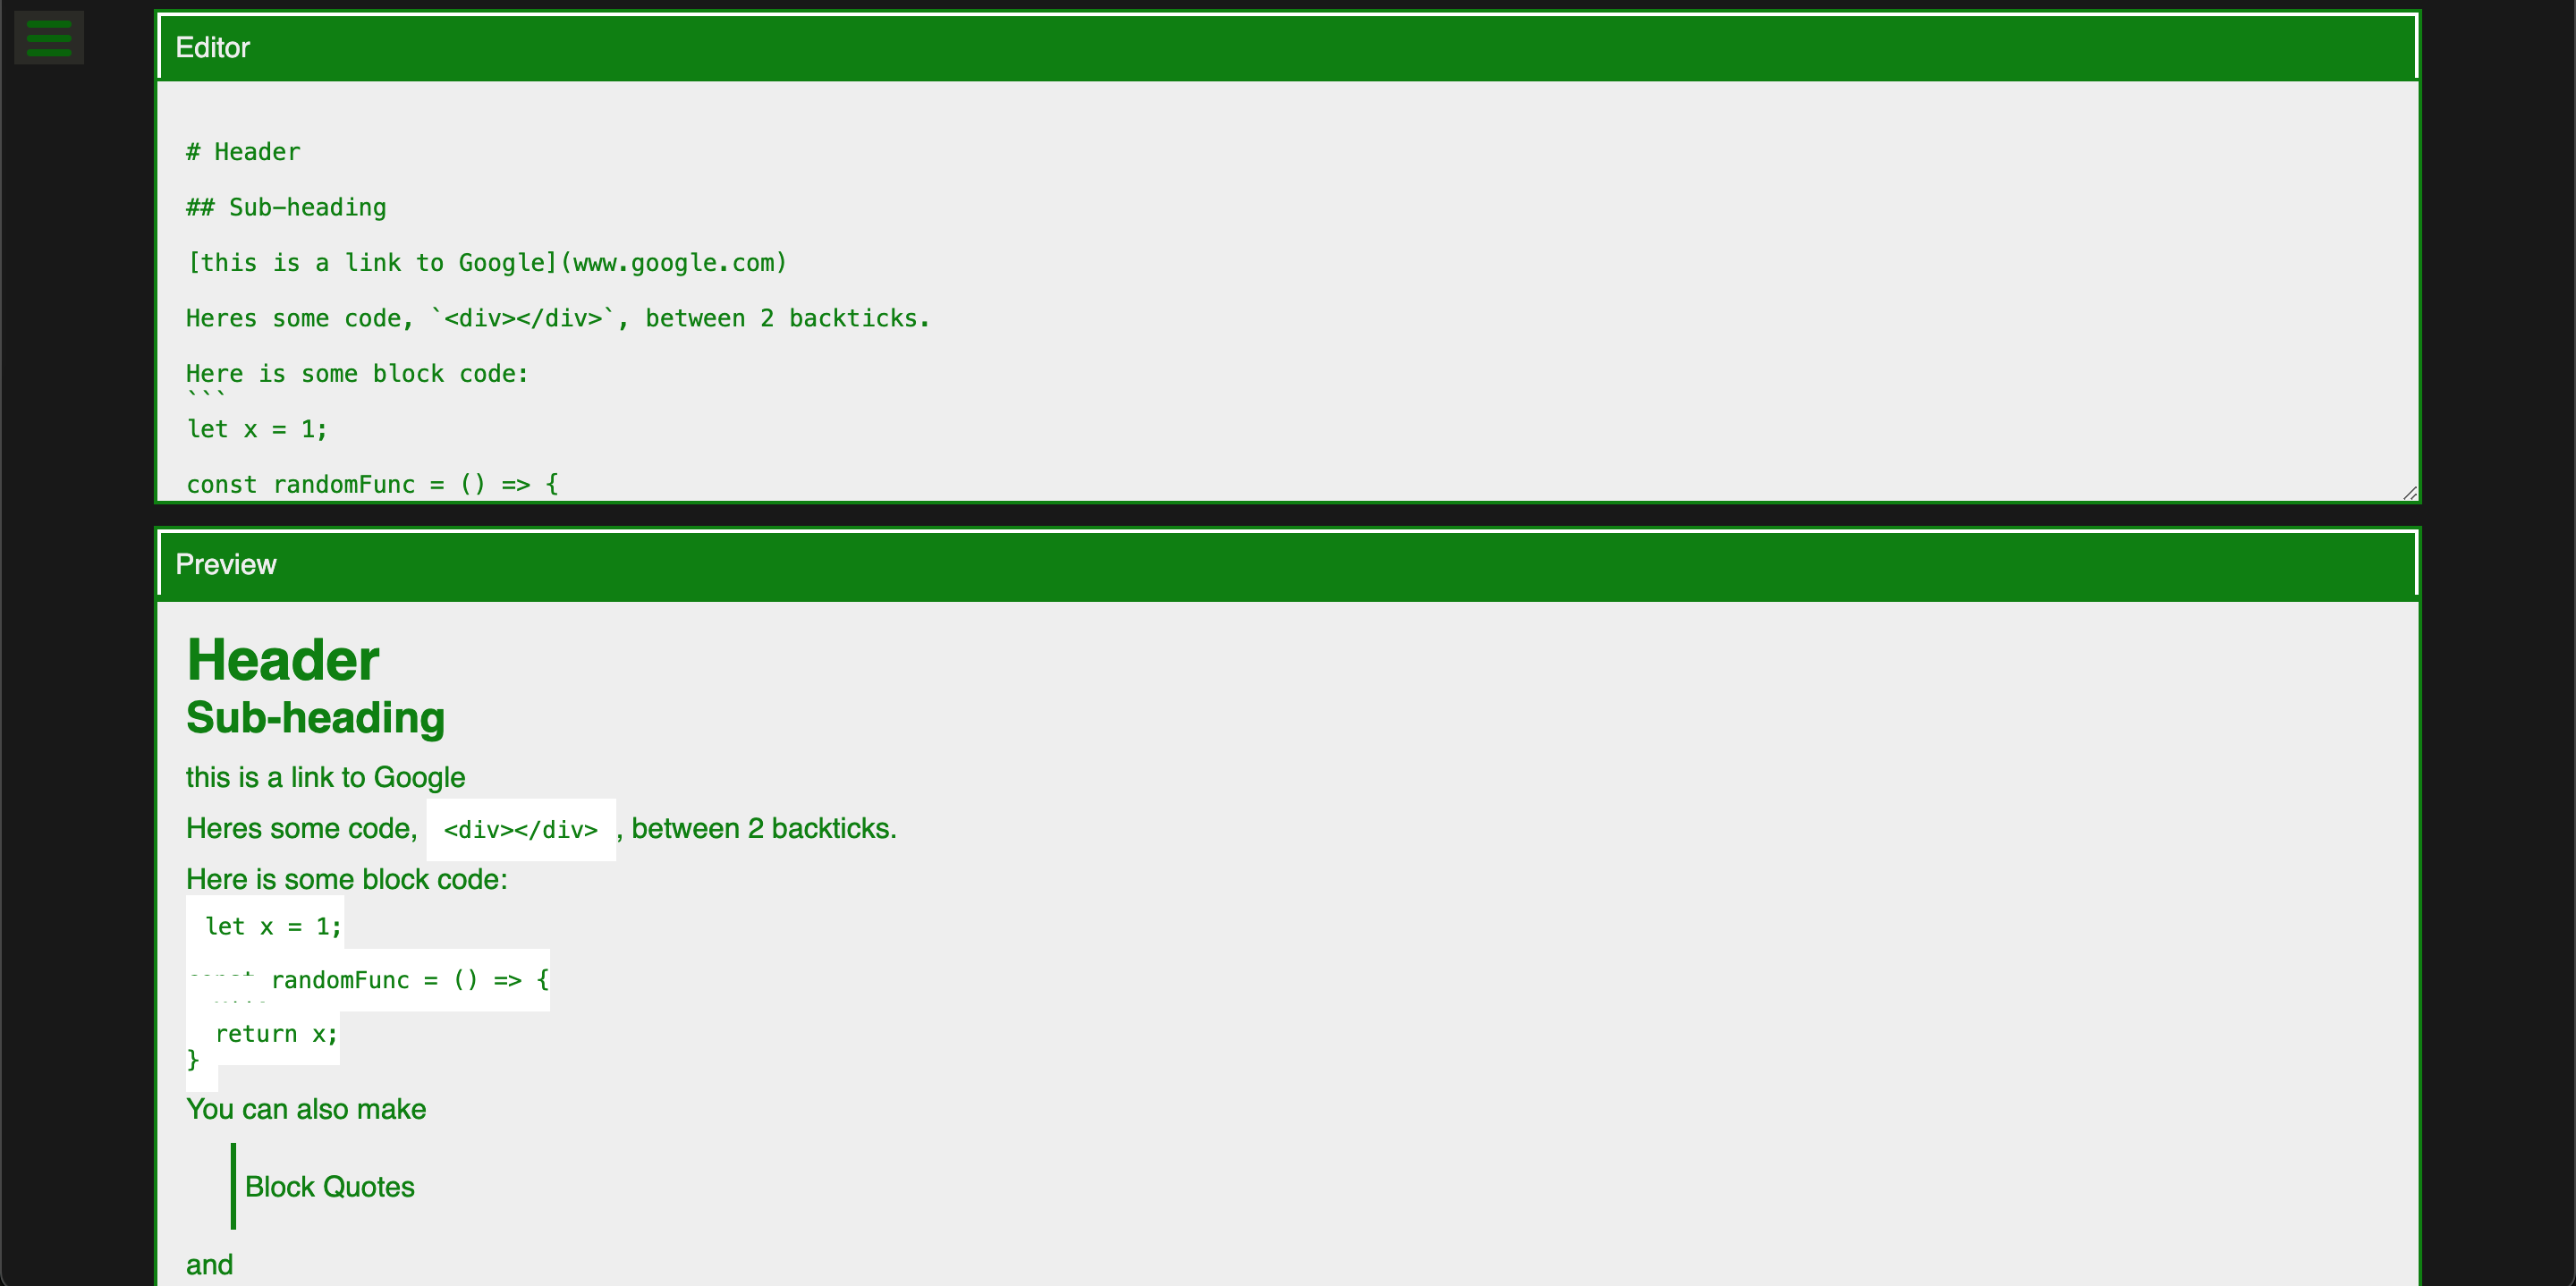 Editor
# Header
## Sub-heading
[this is a link to Google](www.google.com)
Heres some code, `<div></div>`, between 2 backticks.
Here is some block code:
```
let x = 1;
const randomFunc = () => {
Preview
Header
Sub-heading
this is a link to Google
Heres some code, <div></div> , between 2 backticks.
Here is some block code:
let x = 1;
randomFunc = () => {
return x;
}
You can also make
Block Quotes
and